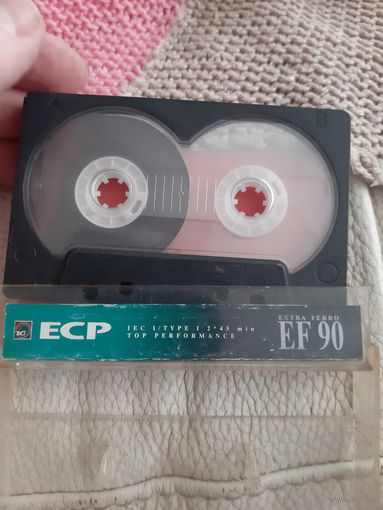 ECP
IEC I/TYPE I 2*45 min
TOP PERFORMANCE
EXTRA FERRO
EF 90